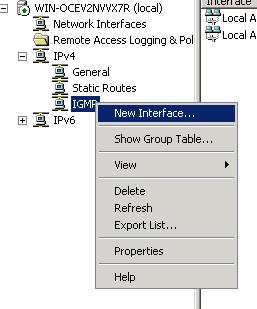 Interface
WIN-OCEV2NWX7R (local)
Local A
Network Interfaces
Local A
Remote Access Logging & Pol
IPv4
General
Static Routes
IGMP
IPv6
New Interface...
Show Group Table...
View
Delete
Refresh
Export List...
Properties
Help